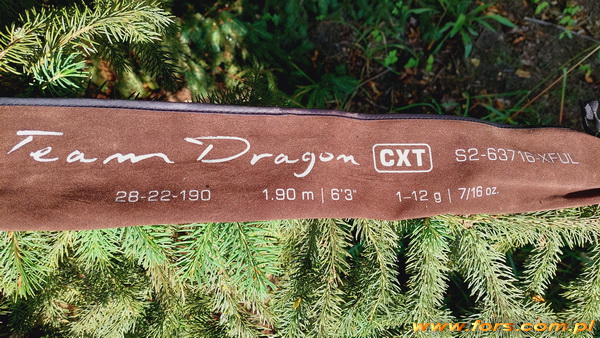 Team Dragon CXT S2-63716-XFUL
28-22-190 1.90 m | 6'3" 1–12 g | 7/16 oz.
www.fors.com.pl